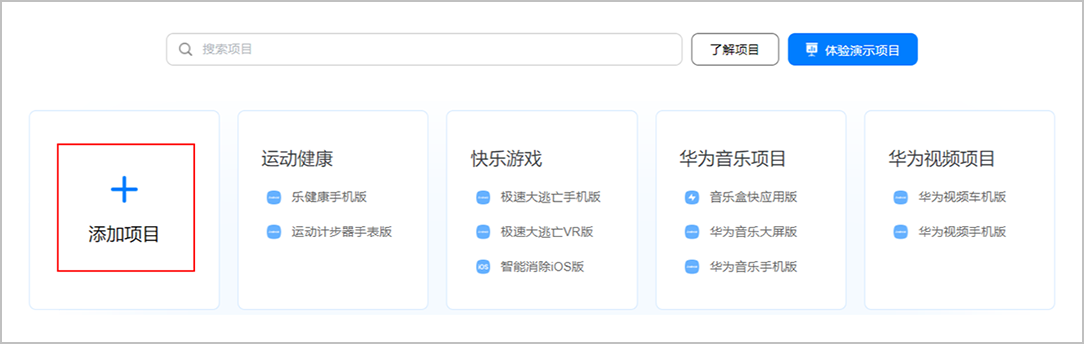 搜索项目
了解项目
体验演示项目
添加项目
运动健康
乐健康手机版
运动计步器手表版
快乐游戏
极速大逃亡手机版
极速大逃亡VR版
iOS
智能消除iOS版
华为音乐项目
音乐盒快应用版
华为音乐大屏版
华为音乐手机版
华为视频项目
华为视频车机版
华为视频手机版